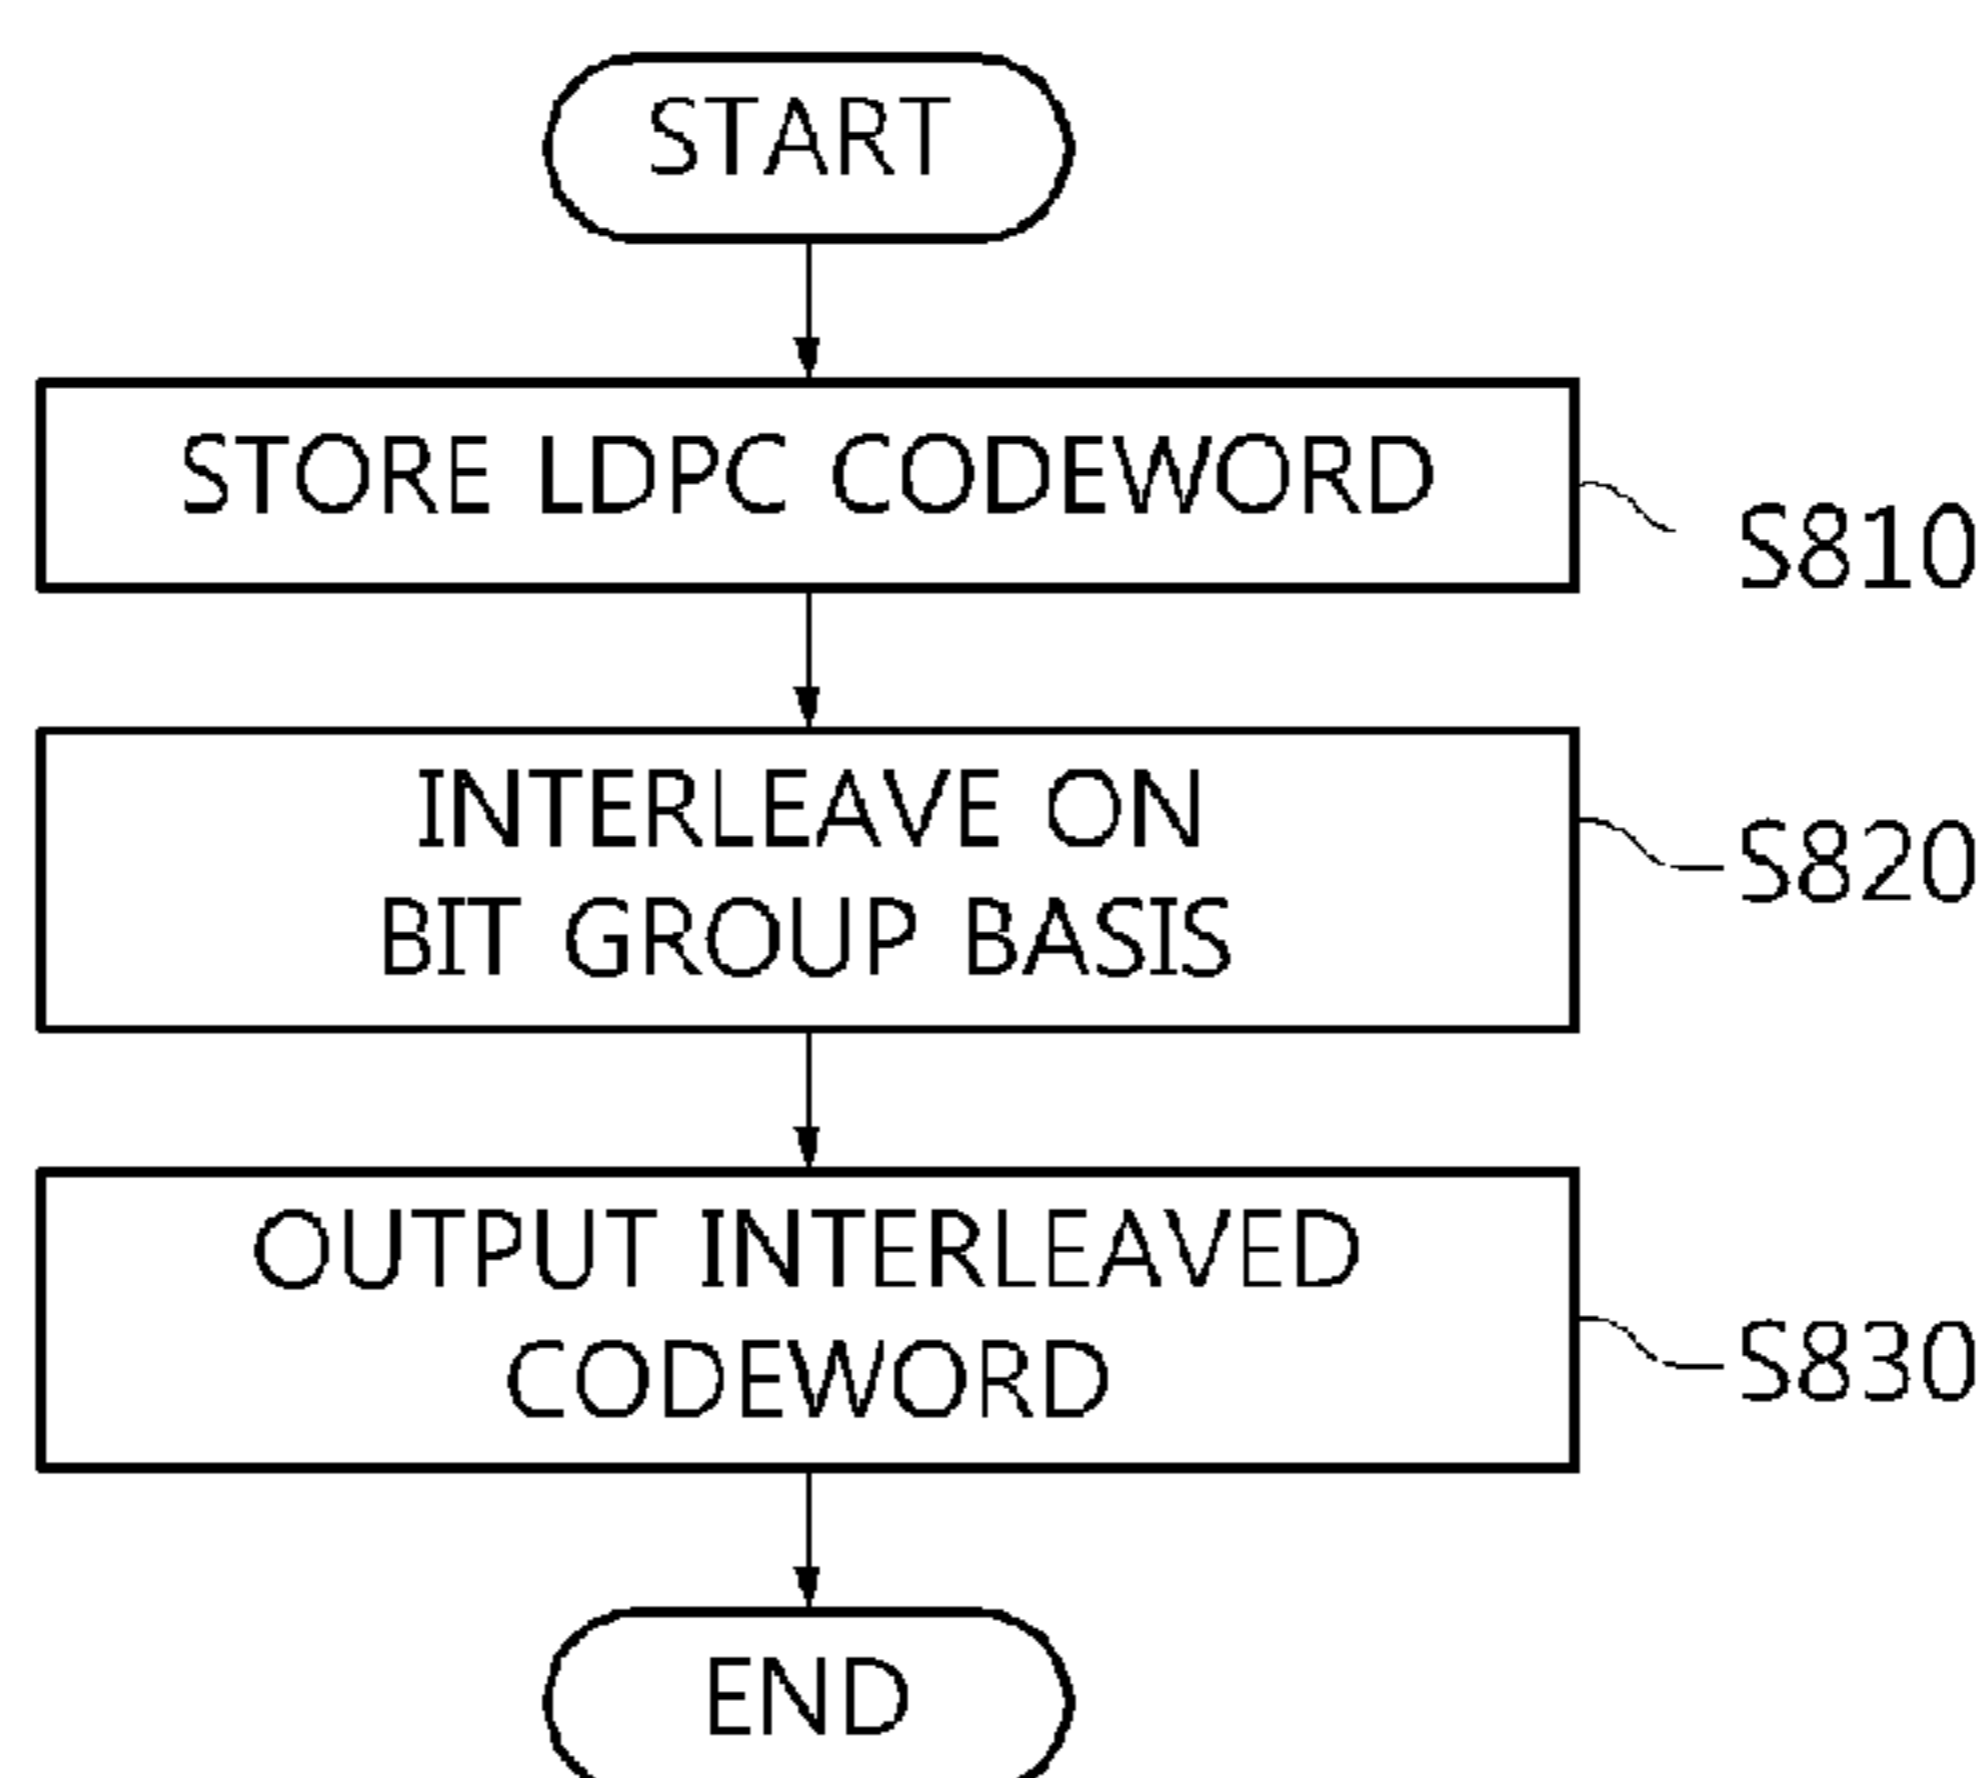 START
STORE LDPC CODEWORD
S810
INTERLEAVE ON
BIT GROUP BASIS
S820
OUTPUT INTERLEAVED
CODEWORD
S830
END